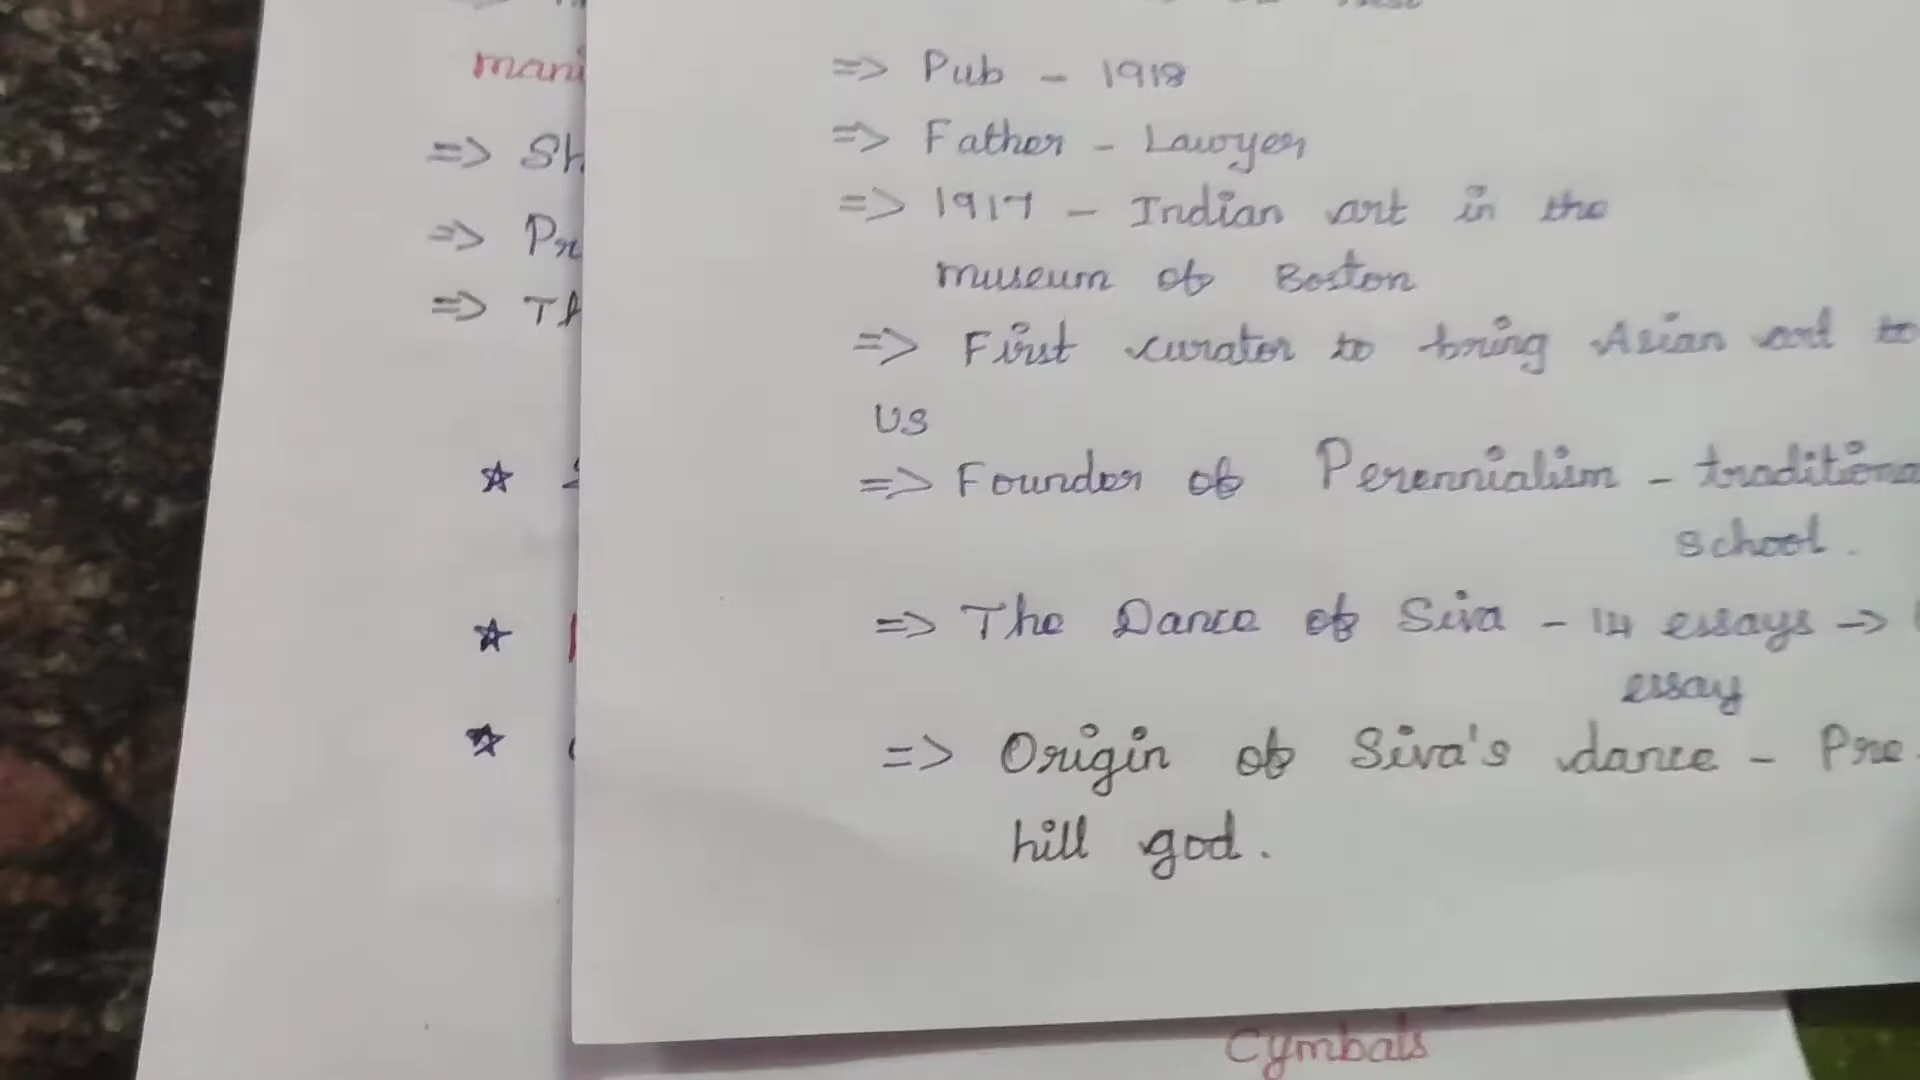 mani
=> Sh
=> Pr
=> Th
=> Pub - 1918
=> Father - Lawyer
=> 1917 - Indian art in the
museum of Boston
=> First curator to bring Asian art to
US
=> Founder of Perennialism - traditiona
school.
=> The Dance of Siva - 14 essays ->
essay
=> Origin of Siva's dance - Pre
hill god.
Cymbals